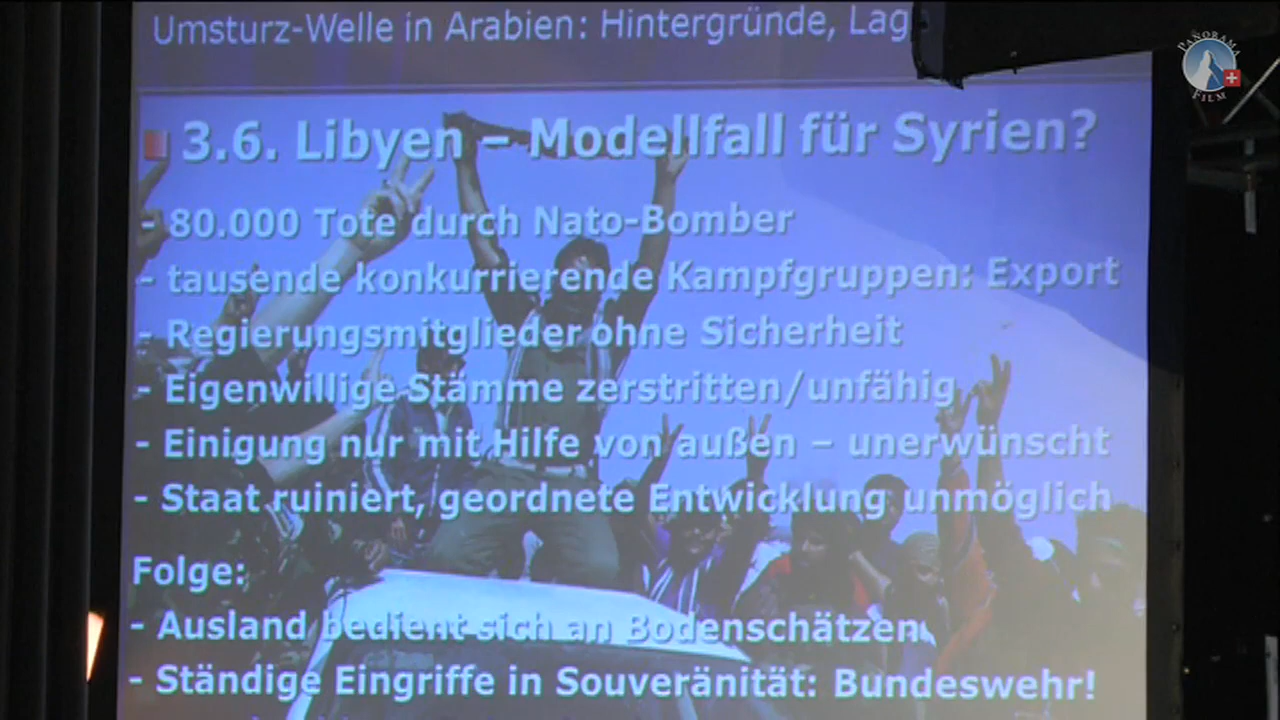 Umsturz-Welle in Arabien: Hintergründe, Lag
PANORAMA
FILM
3.6. Libyen – Modellfall für Syrien?
- 80.000 Tote durch Nato-Bomber
- tausende konkurrierende Kampfgruppen: Export
- Regierungsmitglieder ohne Sicherheit
- Eigenwillige Stämme zerstritten/unfähig
- Einigung nur mit Hilfe von außen – unerwünscht
- Staat ruiniert, geordnete Entwicklung unmöglich
Folge:
- Ausland bedient sich an Bodenschätzen
- Ständige Eingriffe in Souveränität: Bundeswehr!